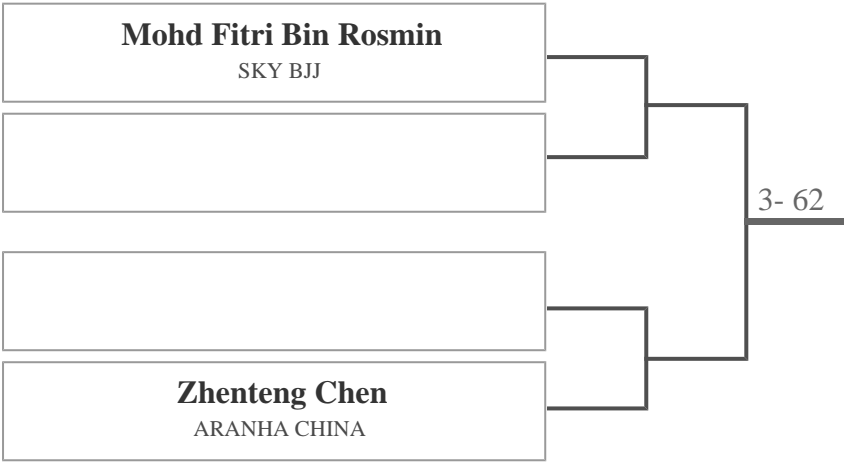 Mohd Fitri Bin Rosmin
SKY BJJ
3- 62
Zhenteng Chen
ARANHA CHINA